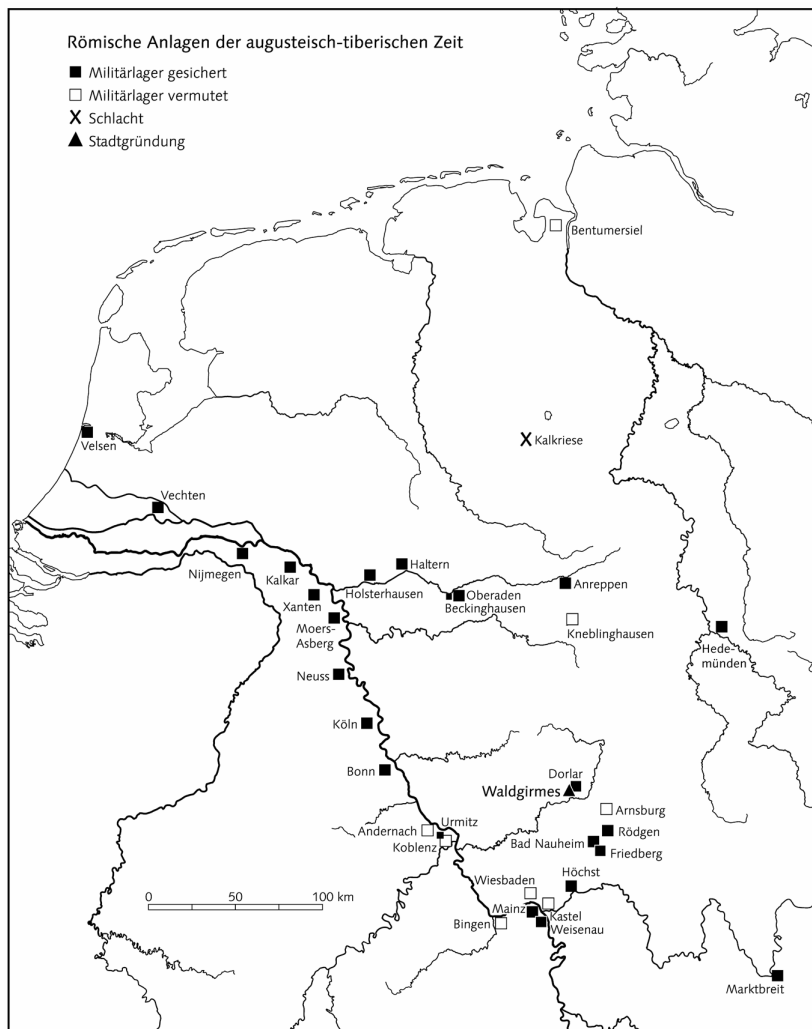 Römische Anlagen der augusteisch-tiberischen Zeit
Militärlager gesichert
Militärlager vermutet
Schlacht
Stadtgründung
Bentumersiel
Velsen
Kalkriese
Vechten
Nijmegen
Kalkar
Xanten
Moers-
Asberg
Holsterhausen
Haltern
Oberaden
Beckinghausen
Anreppen
Kneblinghausen
Hede-
münden
Neuss
Köln
Bonn
Dorlar
Waldgirmes
Arnsburg
Rödgen
Bad Nauheim
Friedberg
Urmitz
Andernach
Koblenz
0 50 100 km
Wiesbaden
Höchst
Mainz
Kastel
Weisenau
Bingen
Marktbreit